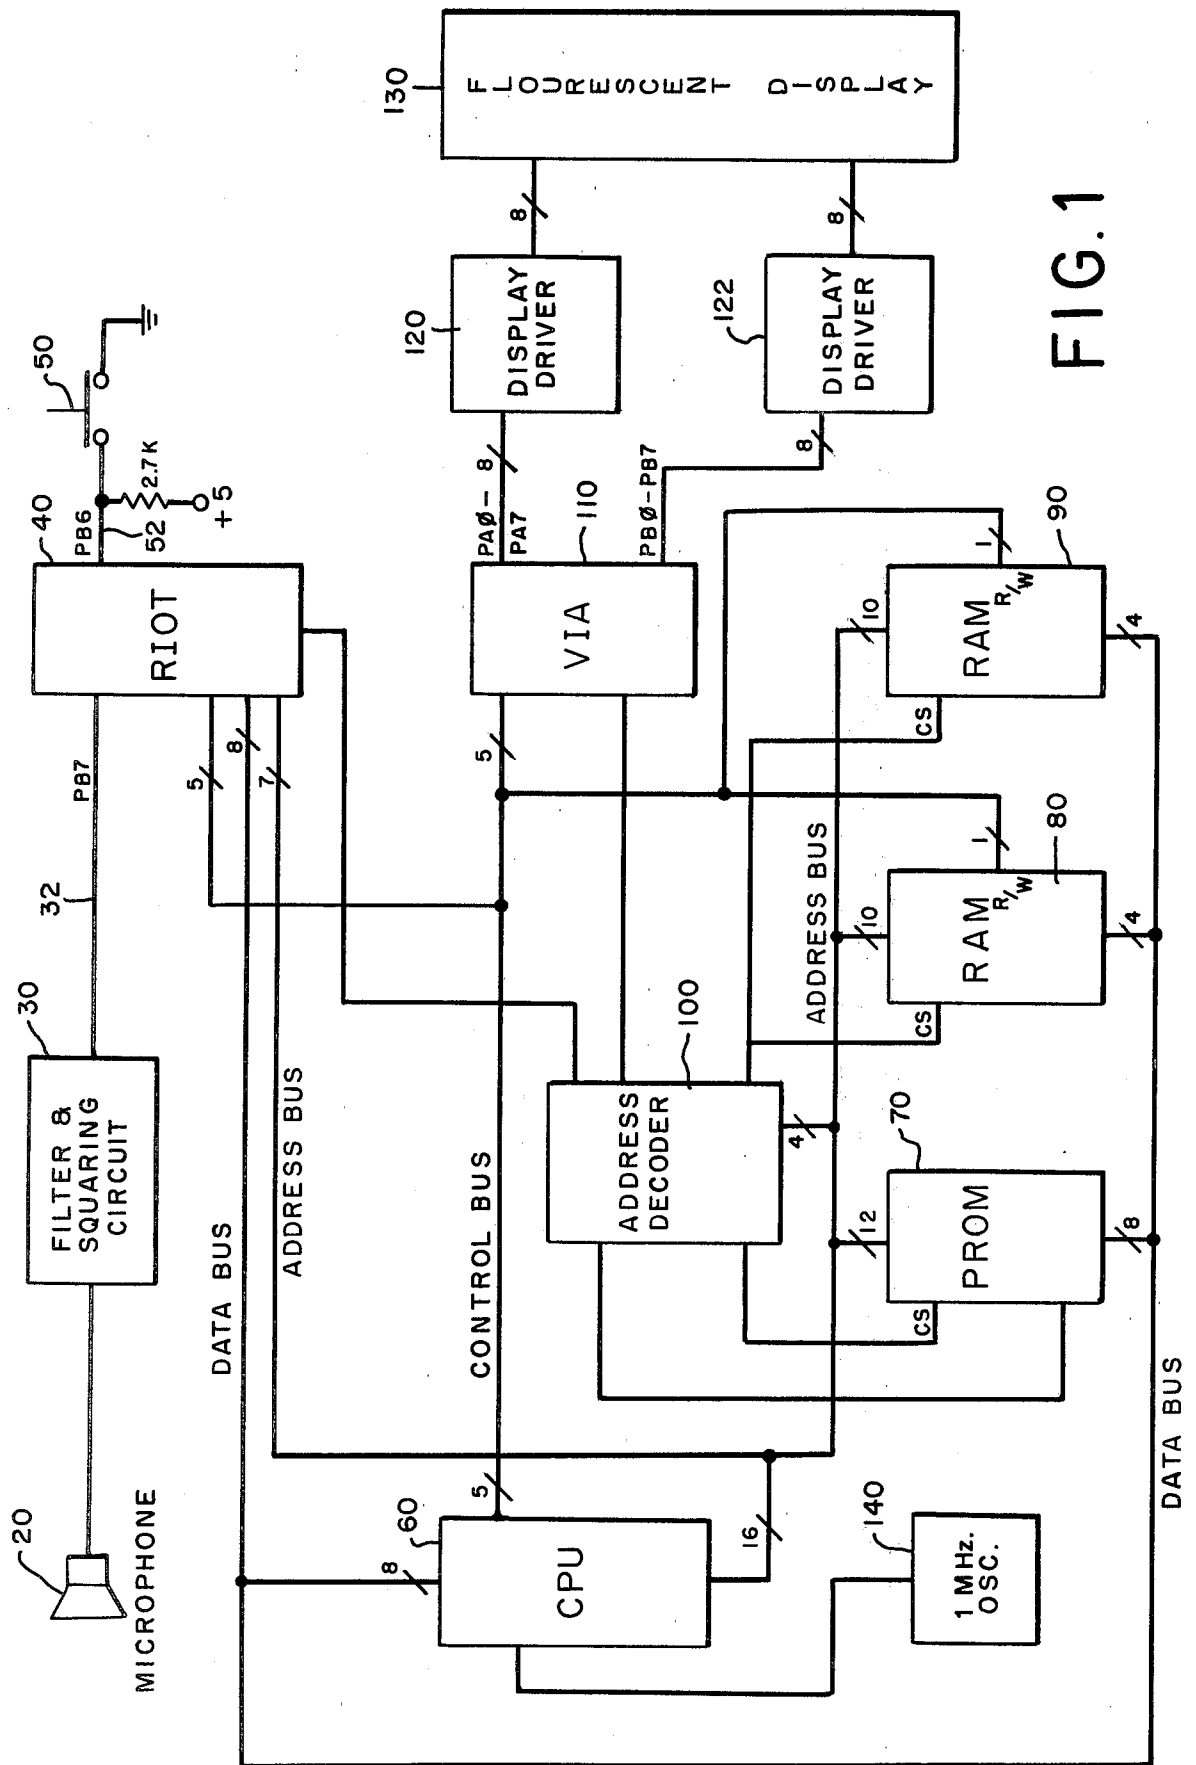 20
MICROPHONE
30
FILTER &
SQUARING
CIRCUIT
32
PB7
40
RIOT
PB6
52
2.7K
+5
50
DATA BUS
ADDRESS BUS
5
8
7
CONTROL BUS
60
CPU
8
5
16
140
1 MHz.
OSC.
100
ADDRESS
DECODER
4
5
VIA
110
PAØ-
PA7
8
PBØ-PB7
8
120
DISPLAY
DRIVER
8
122
DISPLAY
DRIVER
8
130
FLOURESCENT DISPLAY
ADDRESS BUS
70
PROM
CS
12
8
80
RAM
R/W
CS
10
1
4
90
RAM
R/W
CS
10
1
4
DATA BUS
FIG. 1